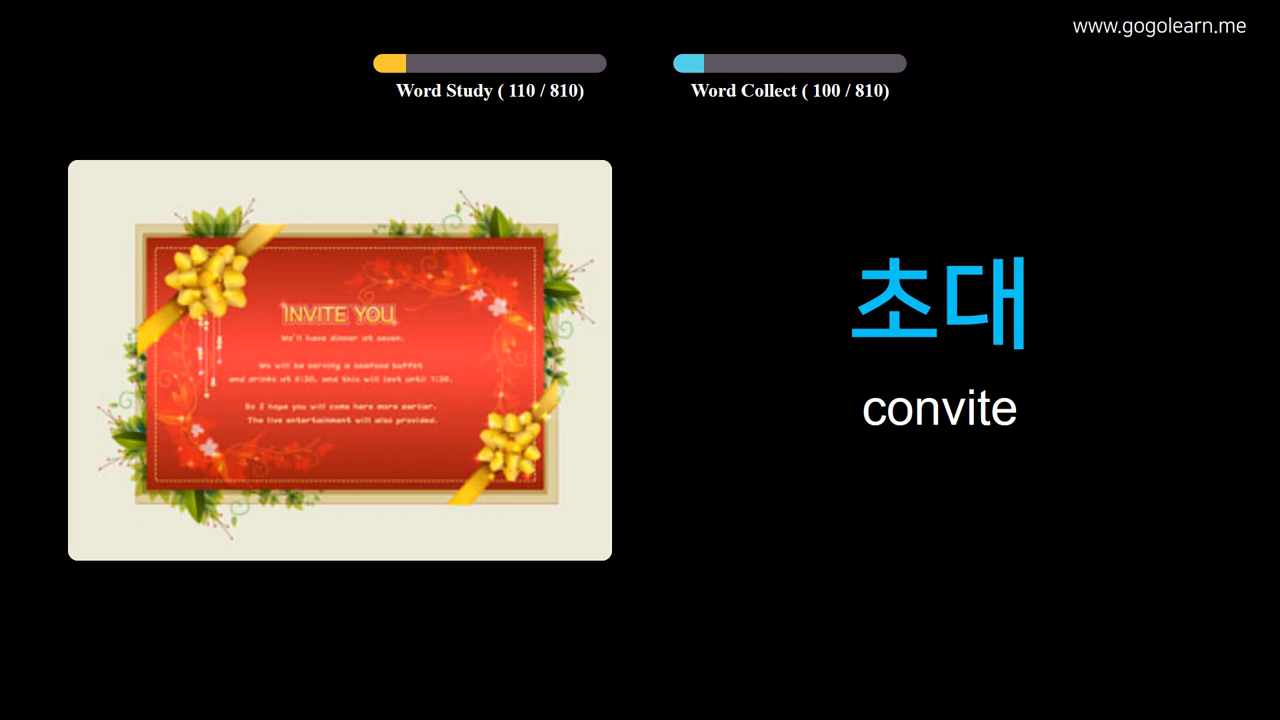 www.gogolearn.me
Word Study ( 110 / 810)
Word Collect ( 100 / 810)
INVITE YOU
We'll have dinner at seven.
We will be serving a seafood buffet
and drinks at 6:30, and this will last until 7:30.
So I hope you will come here more earlier.
The live entertainment will also provided.
초대
convite